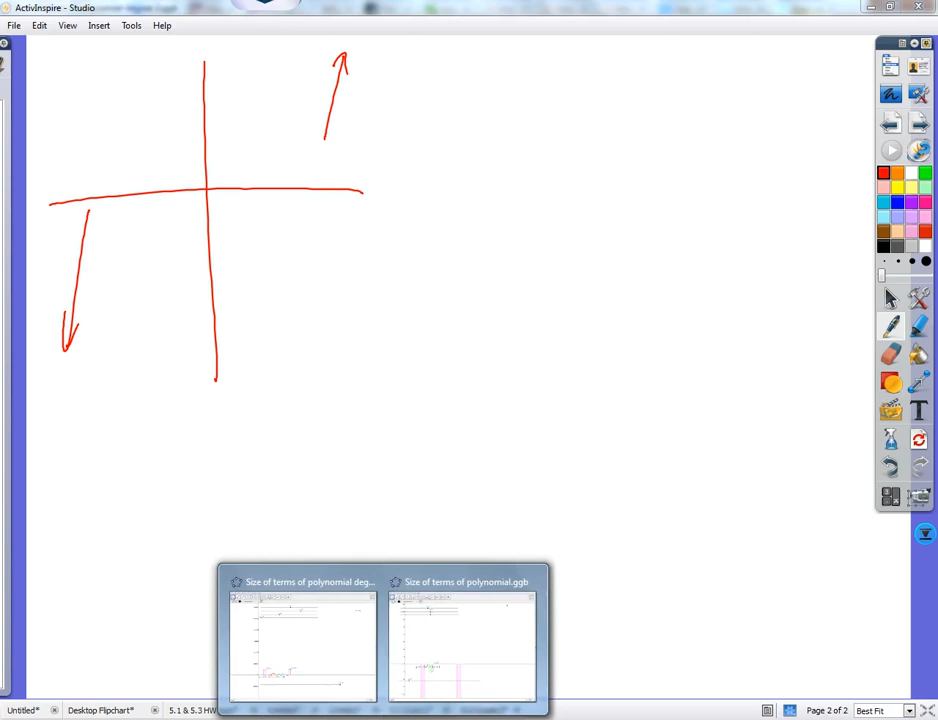 ActivInspire - Studio
File Edit View Insert Tools Help
Size of terms of polynomial deg...
Size of terms of polynomial.ggb
Untitled*
Desktop Flipchart*
5.1 & 5.3 HW
Page 2 of 2
Best Fit